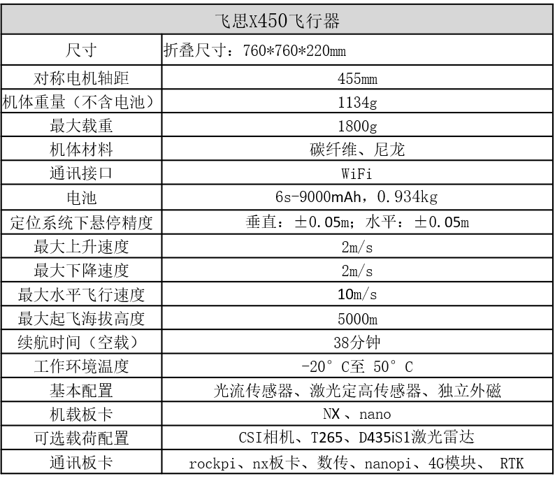 飞思X450飞行器
尺寸 折叠尺寸：760*760*220mm
对称电机轴距 455mm
机体重量（不含电池） 1134g
最大载重 1800g
机体材料 碳纤维、尼龙
通讯接口 WiFi
电池 6s-9000mAh，0.934kg
定位系统下悬停精度 垂直：±0.05m；水平：±0.05m
最大上升速度 2m/s
最大下降速度 2m/s
最大水平飞行速度 10m/s
最大起飞海拔高度 5000m
续航时间（空载） 38分钟
工作环境温度 -20°C至 50°C
基本配置 光流传感器、激光定高传感器、独立外磁
机载板卡 NX 、nano
可选载荷配置 CSI相机、T265、D435iS1激光雷达
通讯板卡 rockpi、nx板卡、数传、nanopi、4G模块、 RTK